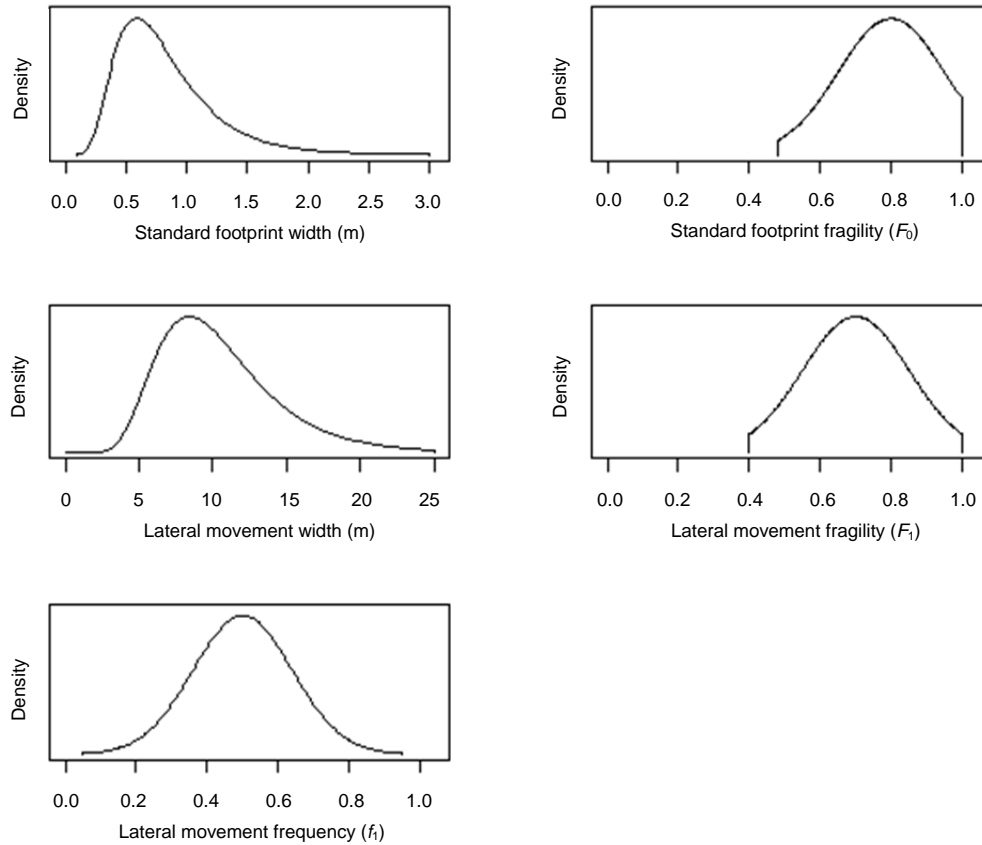 Density
0.0 0.5 1.0 1.5 2.0 2.5 3.0
Standard footprint width (m)
Density
0.0 0.2 0.4 0.6 0.8 1.0
Standard footprint fragility (F₀)
Density
0 5 10 15 20 25
Lateral movement width (m)
Density
0.0 0.2 0.4 0.6 0.8 1.0
Lateral movement fragility (F₁)
Density
0.0 0.2 0.4 0.6 0.8 1.0
Lateral movement frequency (f₁)